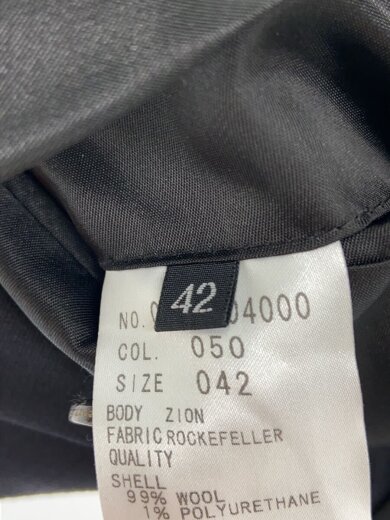 42
NO. 04000
COL. 050
SIZE 042
BODY ZION
FABRIC ROCKEFELLER
QUALITY
SHELL
99% WOOL
1% POLYURETHANE